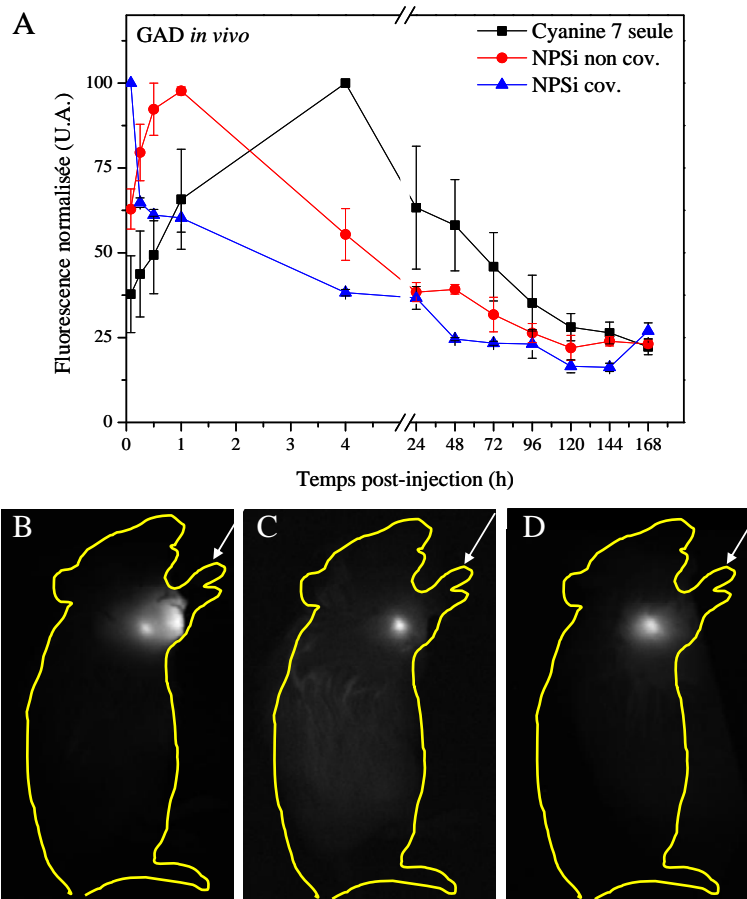 A
GAD in vivo
Cyanine 7 seule
NPSi non cov.
NPSi cov.
Fluorescence normalisée (U.A.)
100
75
50
25
0
0 1 2 3 4 24 48 72 96 120 144 168
Temps post-injection (h)
B C D